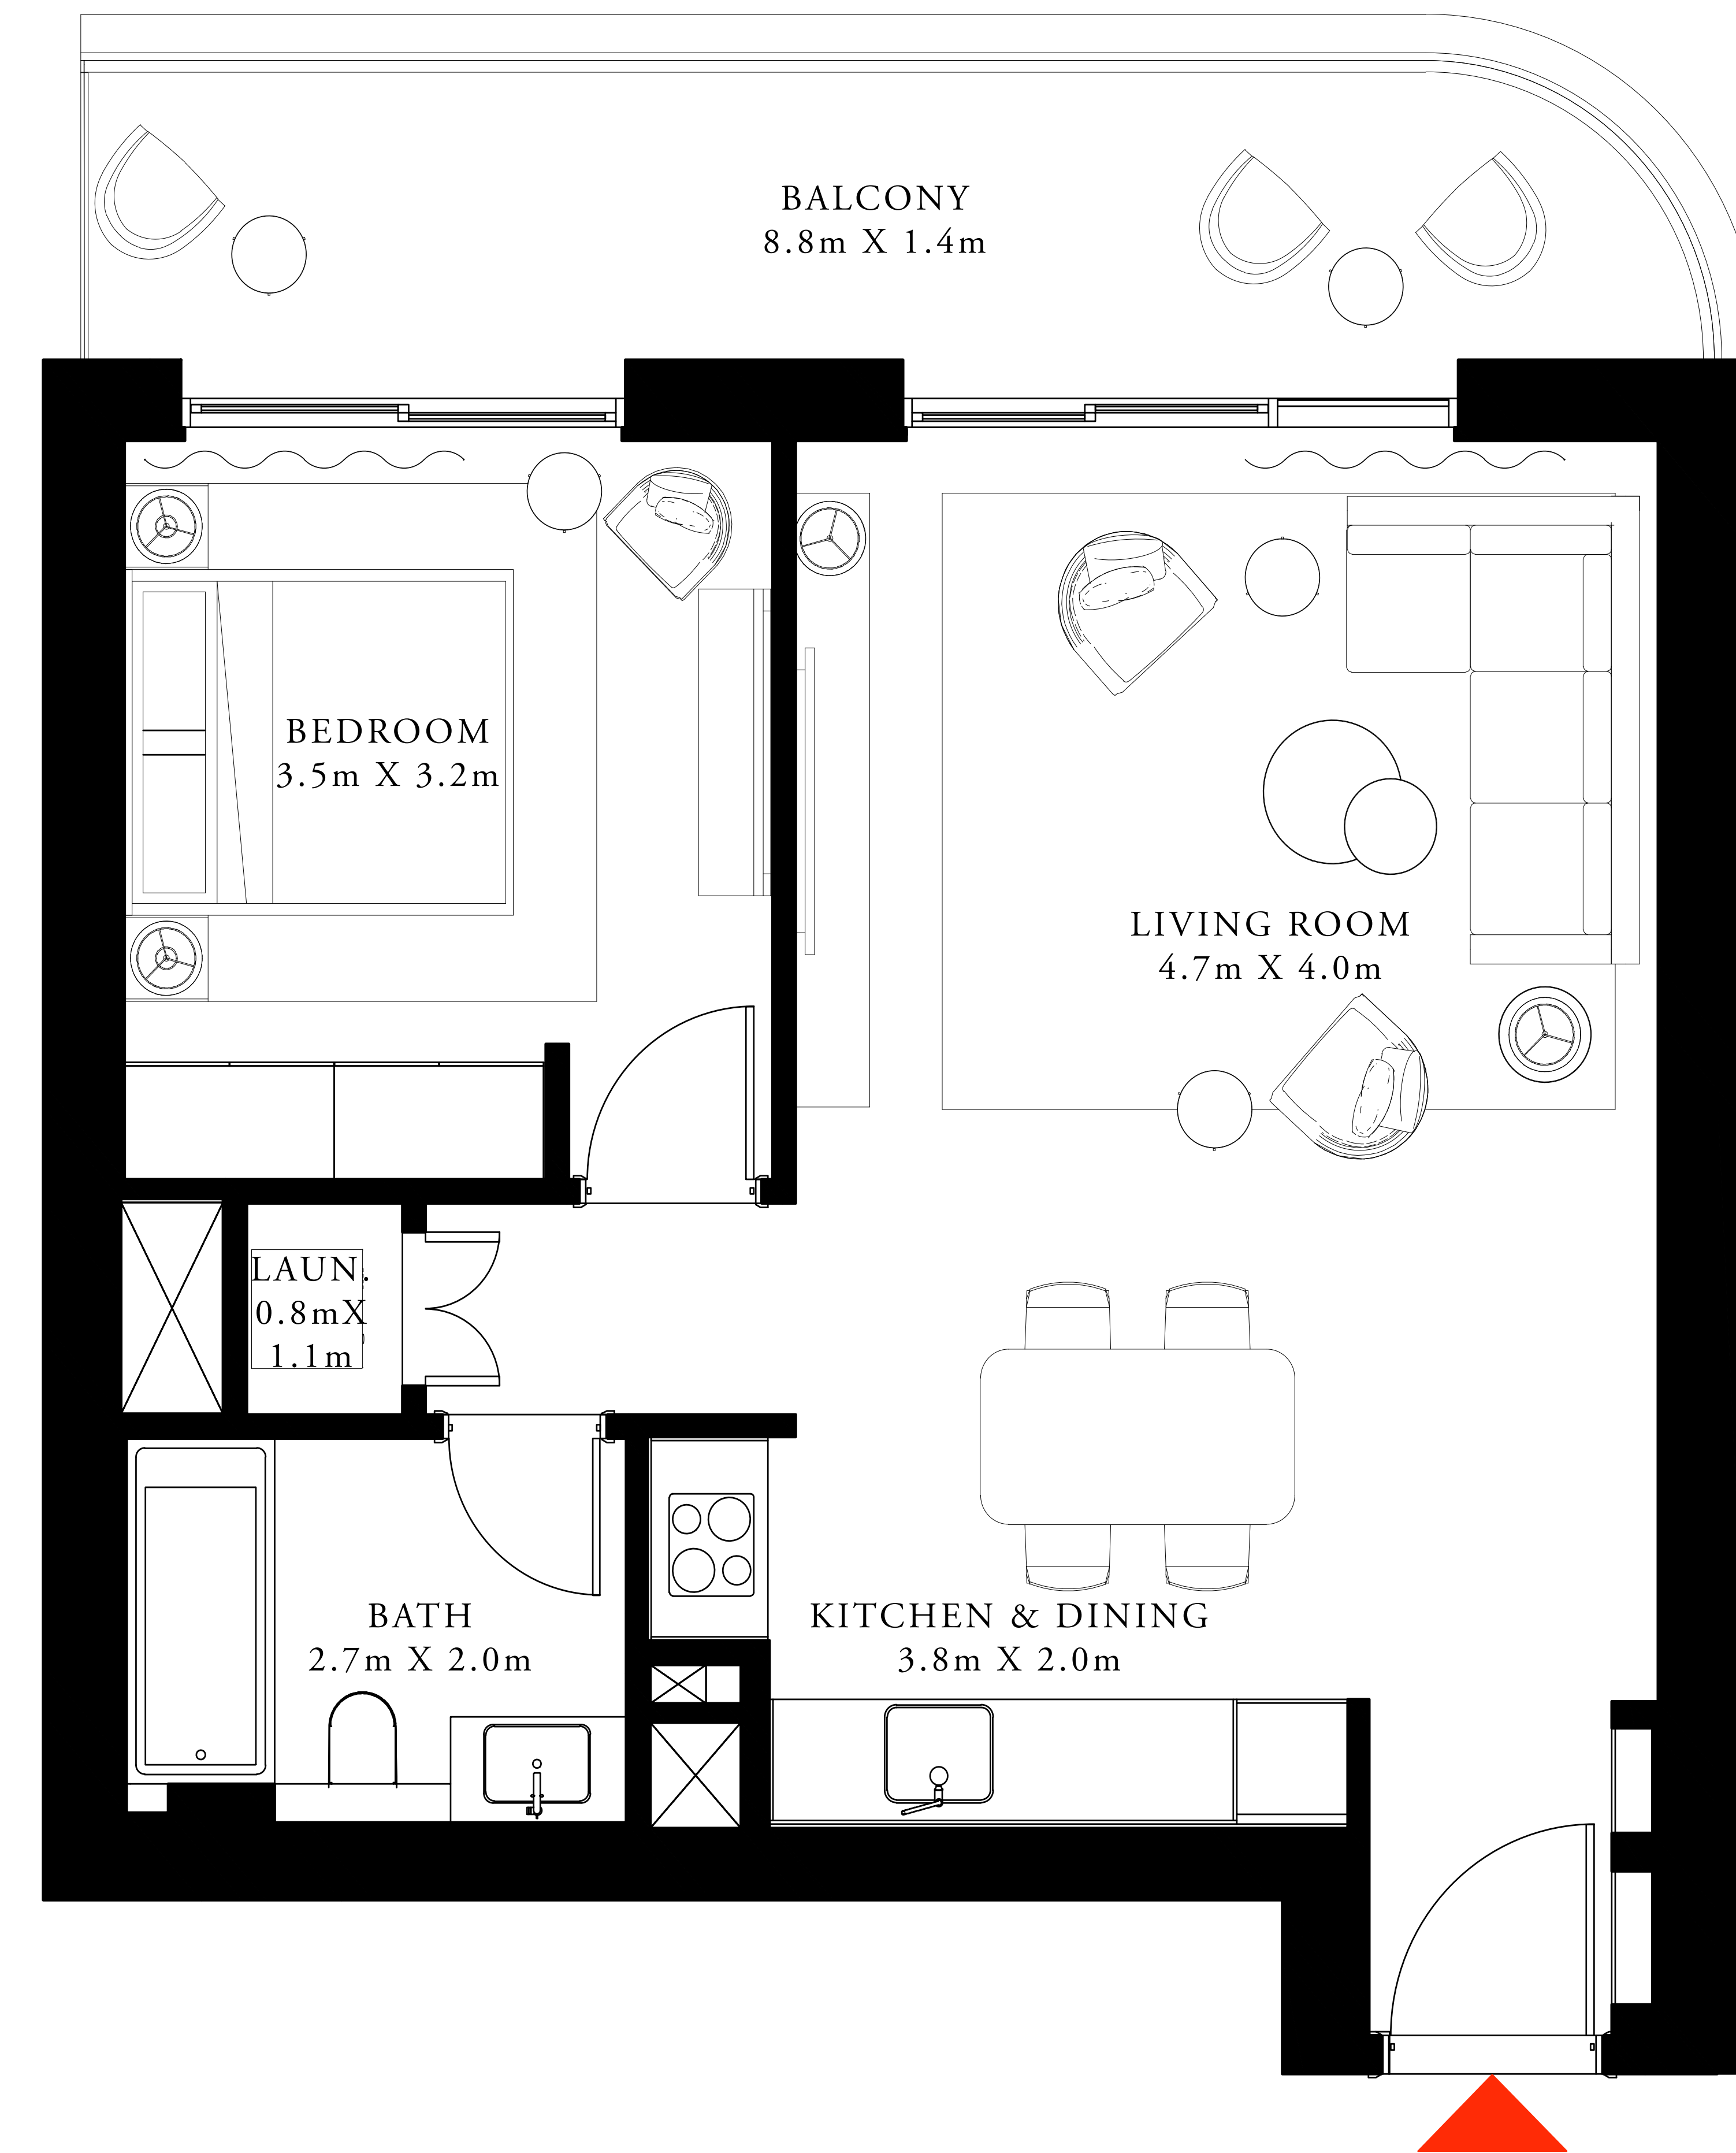 BALCONY
8.8m X 1.4m
BEDROOM
3.5m X 3.2m
LIVING ROOM
4.7m X 4.0m
LAUN.
0.8mX
1.1m
BATH
2.7m X 2.0m
KITCHEN & DINING
3.8m X 2.0m